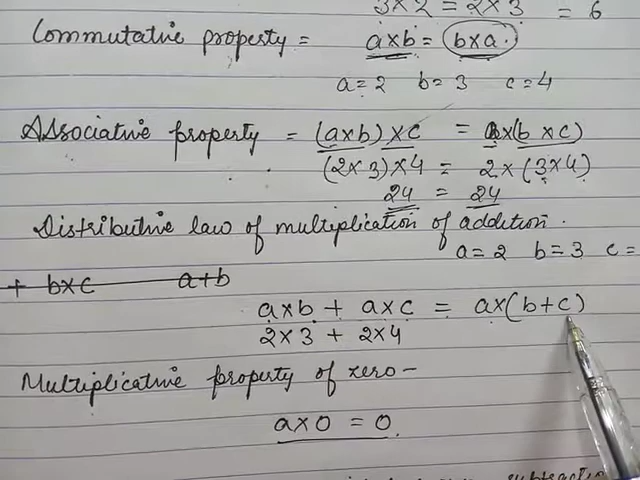 3×2 = 2×3 = 6
Commutative property = a×b = b×a.
a=2 b=3 c=4
Associative property = (a×b)×c = a×(b×c)
(2×3)×4 = 2×(3×4)
24 = 24
Distributive law of multiplication of addition.
a=2 b=3 c=
+ b×c a+b
a×b + a×c = a×(b+c)
2×3 + 2×4
Multiplicative property of zero-
a×0 = 0.
subtraction